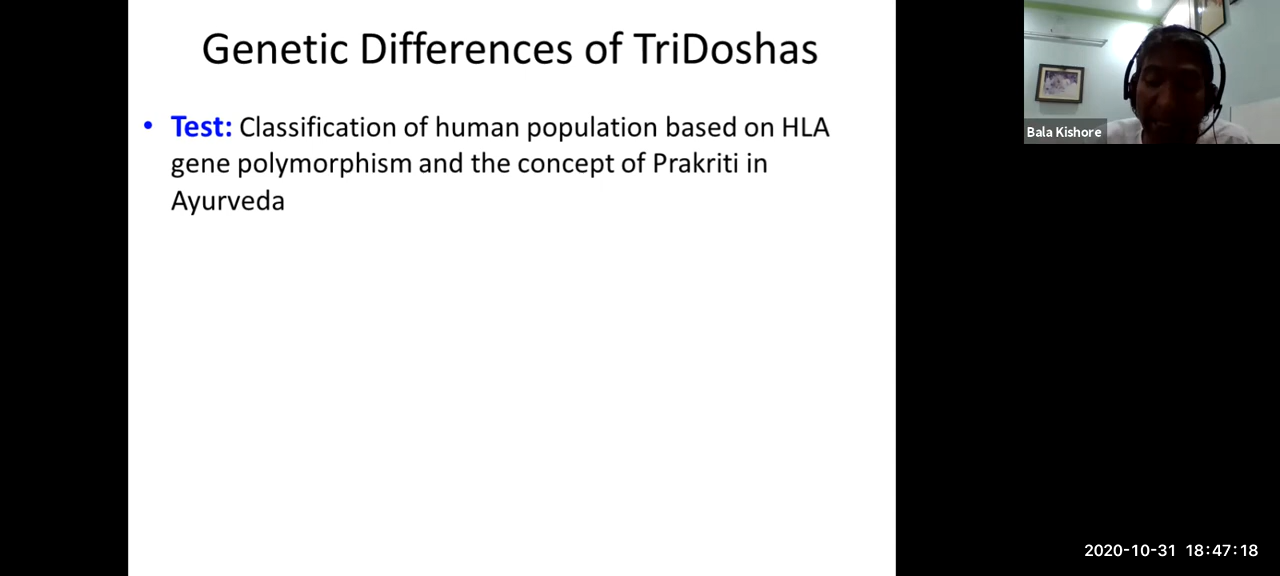 Genetic Differences of TriDoshas
• Test: Classification of human population based on HLA
gene polymorphism and the concept of Prakriti in
Ayurveda
Bala Kishore
2020-10-31 18:47:18